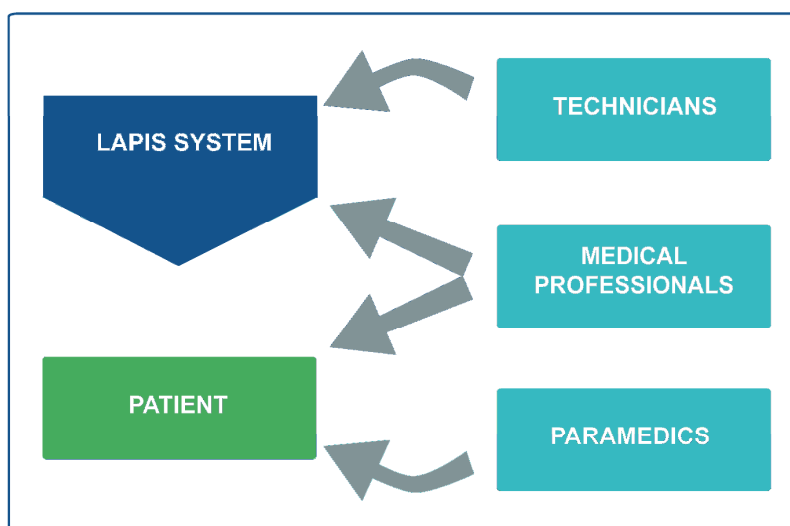 TECHNICIANS
LAPIS SYSTEM
MEDICAL
PROFESSIONALS
PATIENT
PARAMEDICS